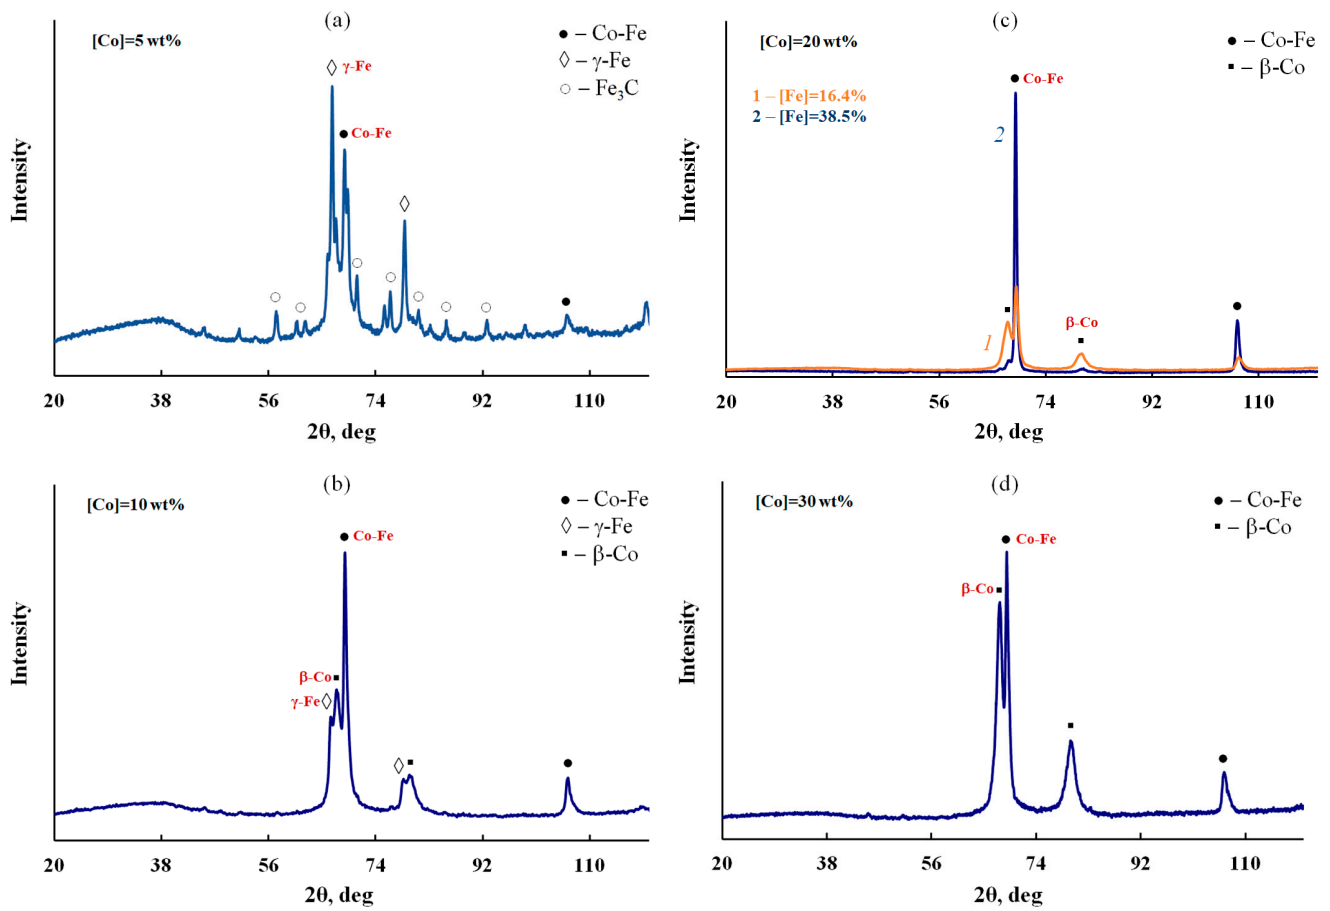 (a)
[Co]=5 wt%
● – Co-Fe
◇ – γ-Fe
○ – Fe₃C
◇ γ-Fe
● Co-Fe
Intensity
20 38 56 74 92 110
2θ, deg
(c)
[Co]=20 wt%
● – Co-Fe
■ – β-Co
1 – [Fe]=16.4%
2 – [Fe]=38.5%
Co-Fe
2
1
β-Co
Intensity
20 38 56 74 92 110
2θ, deg
(b)
[Co]=10 wt%
● – Co-Fe
◇ – γ-Fe
■ – β-Co
● Co-Fe
β-Co
γ-Fe
Intensity
20 38 56 74 92 110
2θ, deg
(d)
[Co]=30 wt%
● – Co-Fe
■ – β-Co
Co-Fe
β-Co
Intensity
20 38 56 74 92 110
2θ, deg